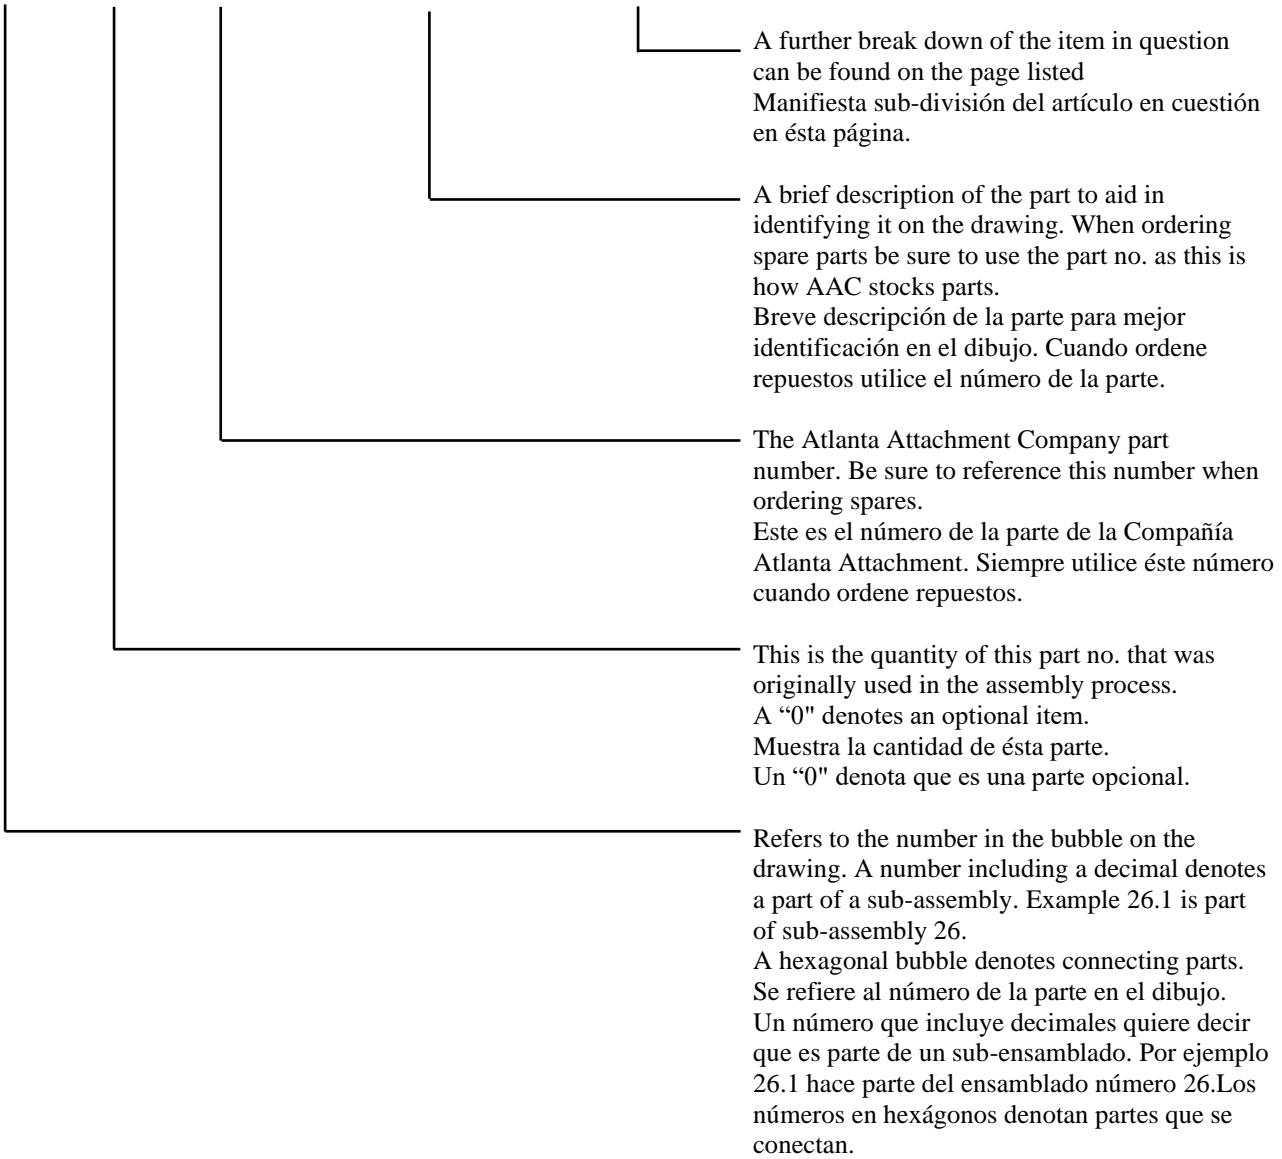 A further break down of the item in question
can be found on the page listed
Manifiesta sub-división del artículo en cuestión
en ésta página.
A brief description of the part to aid in
identifying it on the drawing. When ordering
spare parts be sure to use the part no. as this is
how AAC stocks parts.
Breve descripción de la parte para mejor
identificación en el dibujo. Cuando ordene
repuestos utilice el número de la parte.
The Atlanta Attachment Company part
number. Be sure to reference this number when
ordering spares.
Este es el número de la parte de la Compañía
Atlanta Attachment. Siempre utilice éste número
cuando ordene repuestos.
This is the quantity of this part no. that was
originally used in the assembly process.
A “0" denotes an optional item.
Muestra la cantidad de ésta parte.
Un “0" denota que es una parte opcional.
Refers to the number in the bubble on the
drawing. A number including a decimal denotes
a part of a sub-assembly. Example 26.1 is part
of sub-assembly 26.
A hexagonal bubble denotes connecting parts.
Se refiere al número de la parte en el dibujo.
Un número que incluye decimales quiere decir
que es parte de un sub-ensamblado. Por ejemplo
26.1 hace parte del ensamblado número 26.Los
números en hexágonos denotan partes que se
conectan.